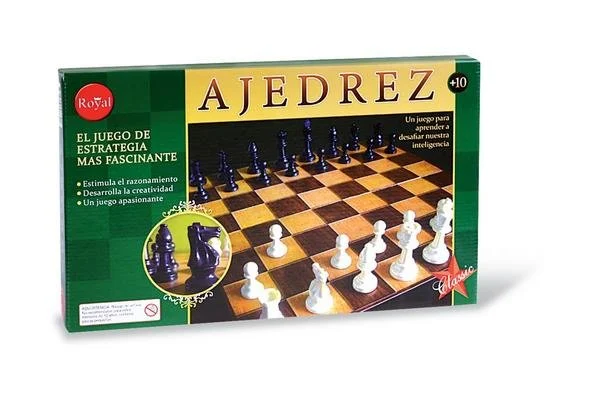 Royal
AJEDREZ
+10
EL JUEGO DE
ESTRATEGIA
MAS FASCINANTE
• Estimula el razonamiento
• Desarrolla la creatividad
• Un juego apasionante
Un juego para
aprender a
desafiar nuestra
inteligencia
Classic